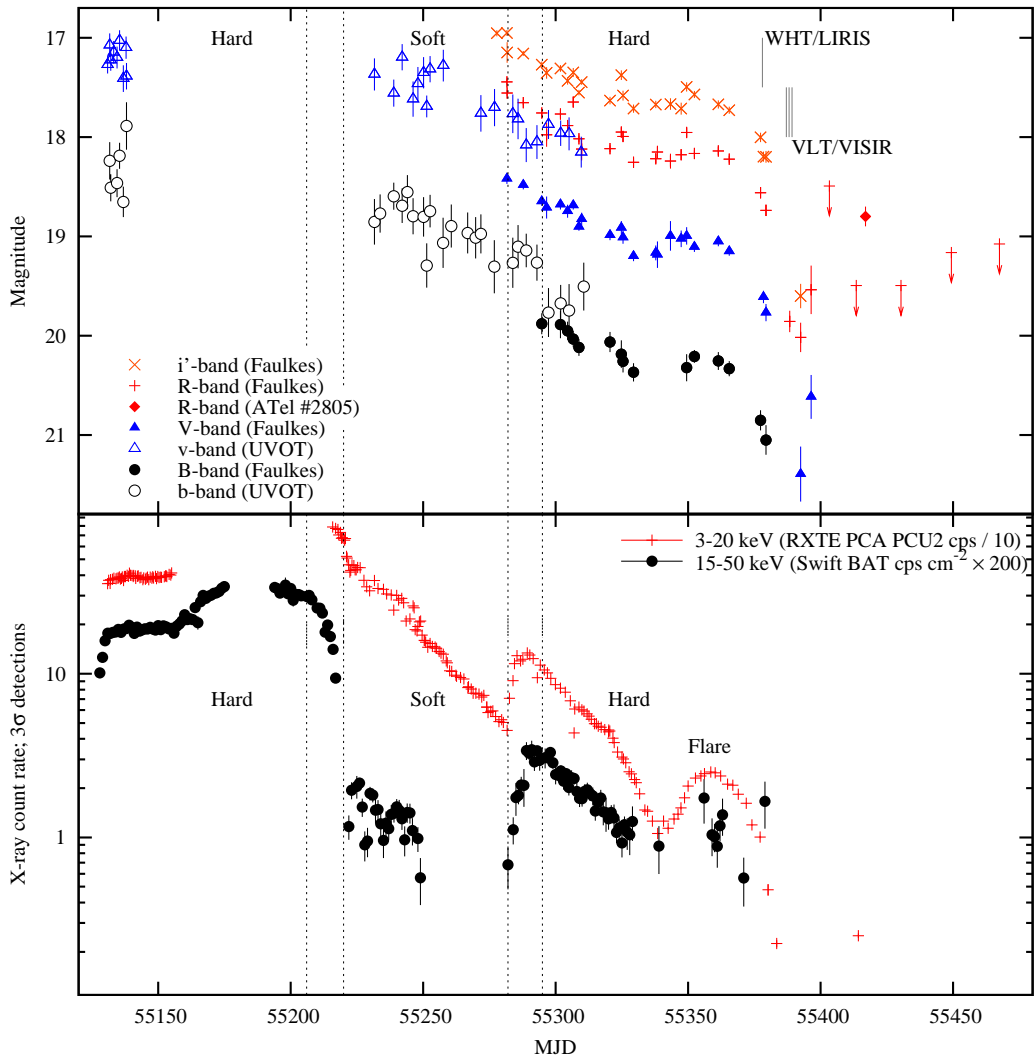 17
18
19
20
21
Magnitude
Hard
Soft
Hard
WHT/LIRIS
VLT/VISIR
i'-band (Faulkes)
R-band (Faulkes)
R-band (ATel #2805)
V-band (Faulkes)
v-band (UVOT)
B-band (Faulkes)
b-band (UVOT)
3-20 keV (RXTE PCA PCU2 cps / 10)
15-50 keV (Swift BAT cps cm⁻² × 200)
10
1
X-ray count rate; 3σ detections
Hard
Soft
Hard
Flare
55150
55200
55250
55300
55350
55400
55450
MJD